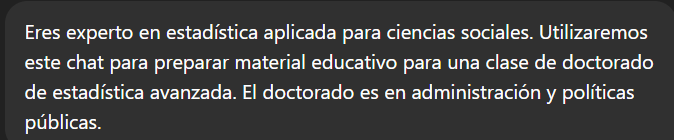 Eres experto en estadística aplicada para ciencias sociales. Utilizaremos
este chat para preparar material educativo para una clase de doctorado
de estadística avanzada. El doctorado es en administración y políticas
públicas.